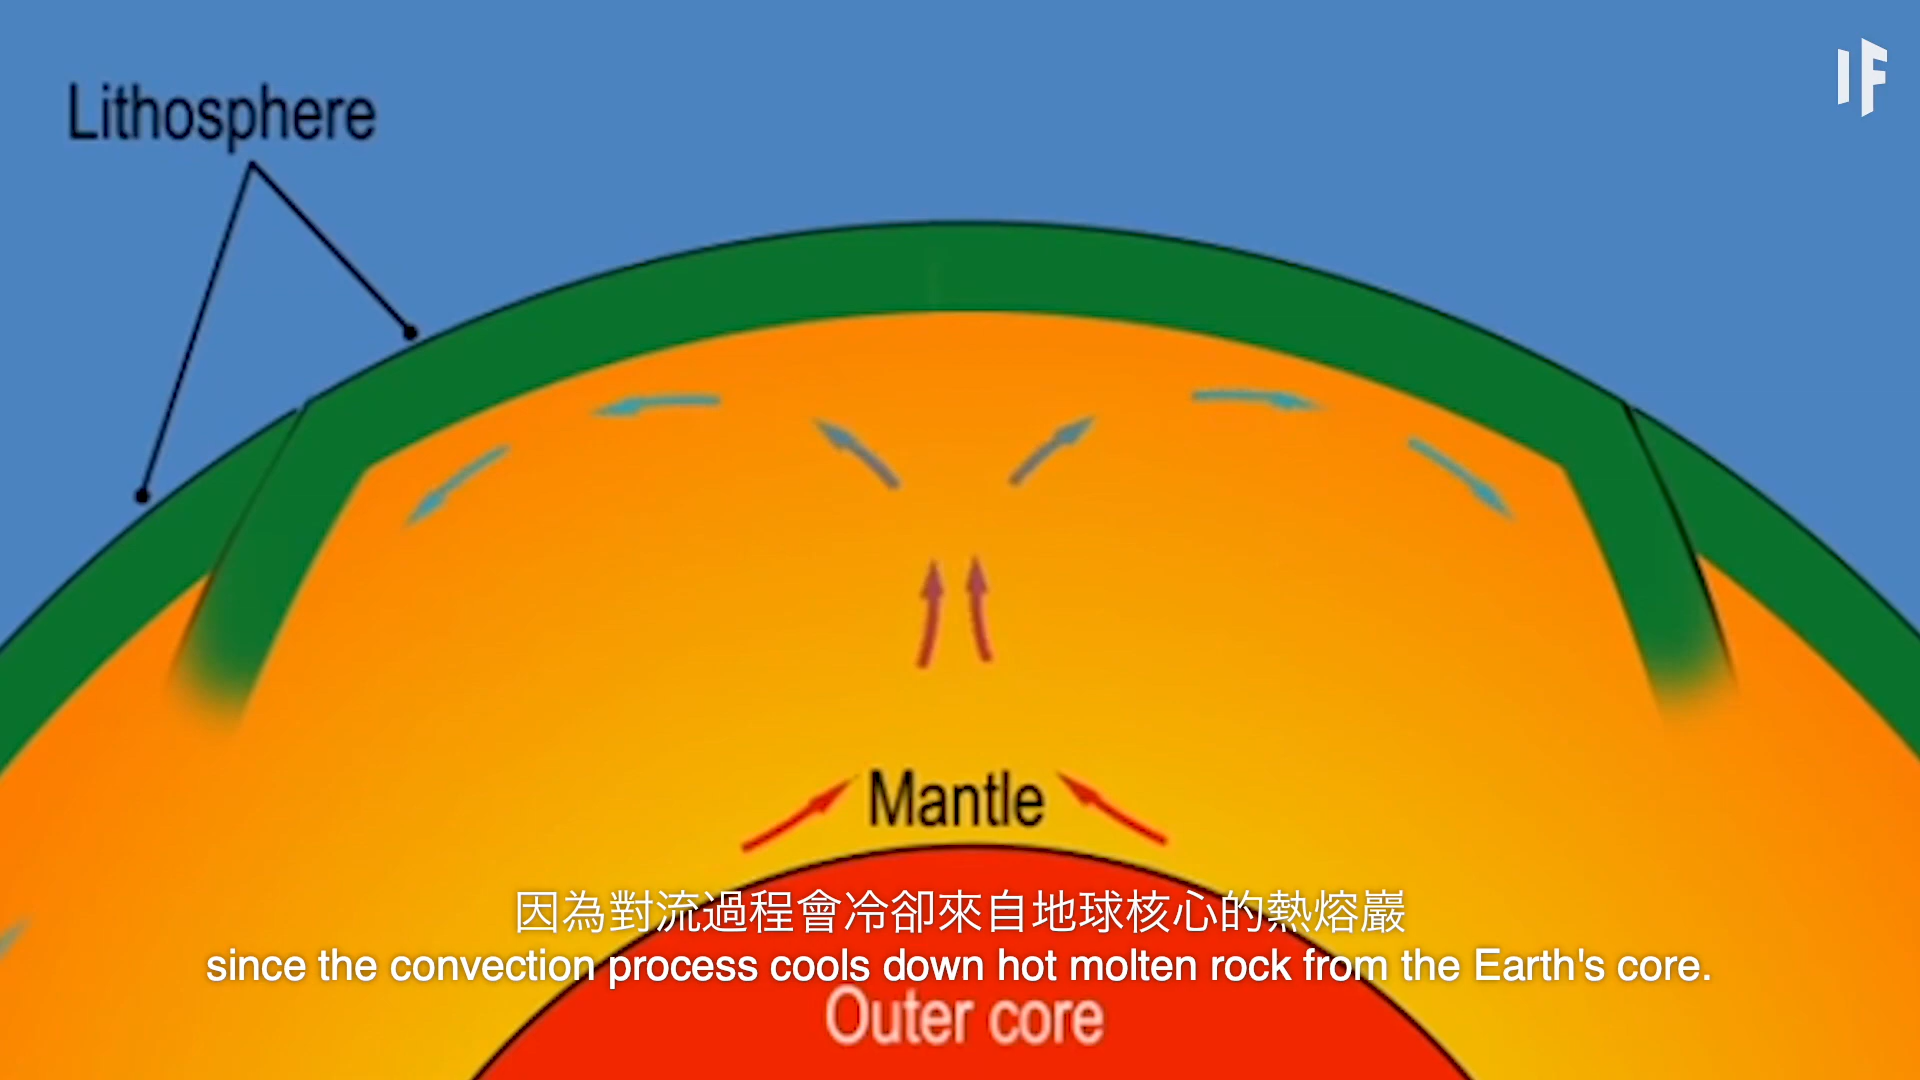 Lithosphere
IF
Mantle
因為對流過程會冷卻來自地球核心的熱熔巖
since the convection process cools down hot molten rock from the Earth's core.
Outer core